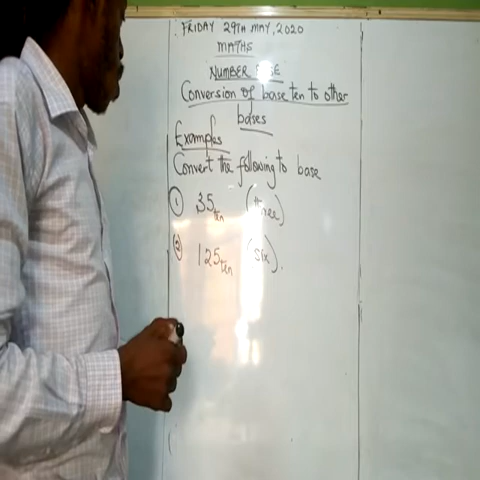 FRIDAY 29TH MAY, 2020
MATHS
NUMBER
Conversion of base ten to other
bases
Examples
Convert the following to base
① 35ten (three)
② 125ten (six).